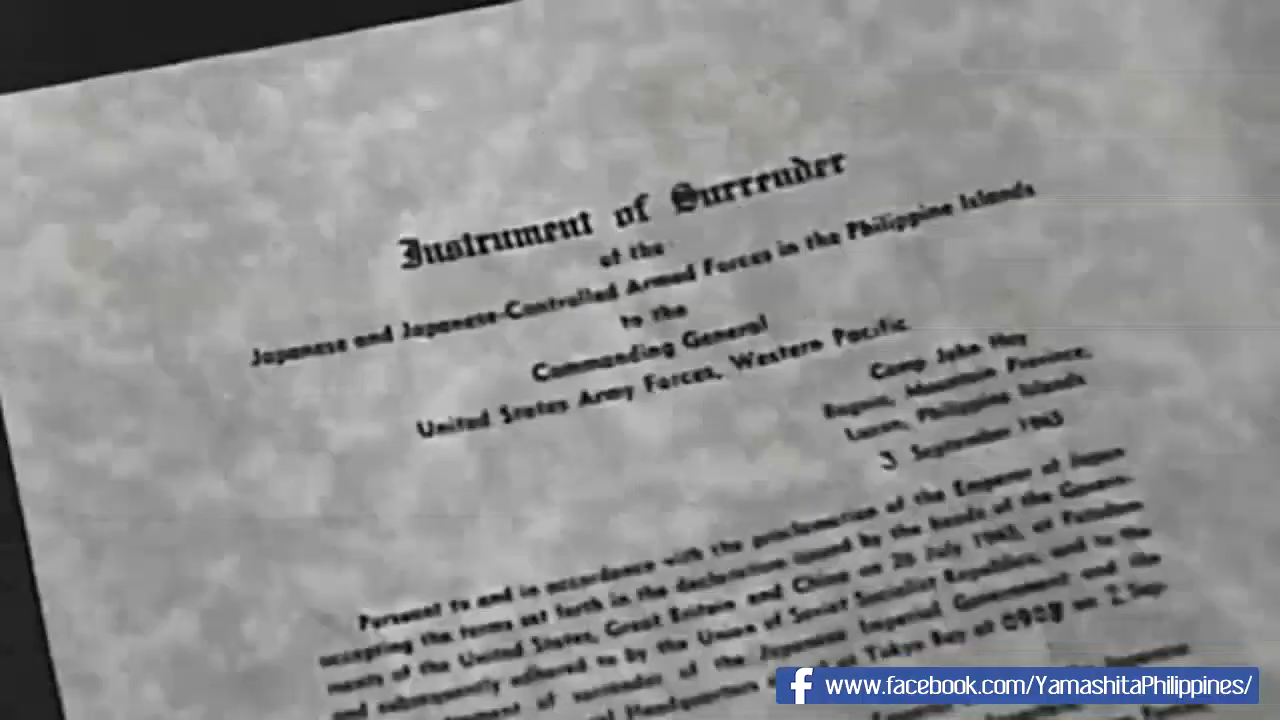 Instrument of Surrender
of the
Japanese and Japanese-Controlled Armed Forces in the Philippine Islands
to the
Commanding General
United States Army Forces, Western Pacific
Camp John Hay
Baguio, Mountain Province,
Luzon, Philippine Islands
3 September 1945
Pursuant to and in accordance with the proclamation of the Emperor of Japan
accepting the terms set forth in the declaration issued by the heads of the Govern-
ments of the United States, Great Britain and China on 26 July 1945, at Potsdam
and subsequently adhered to by the Union of Soviet Socialist Republics, and to the
of surrender of the Japanese Imperial Government and the
Headquarters at Tokyo Bay at 0908 on 2 Sep-
Japanese
www.facebook.com/YamashitaPhilippines/